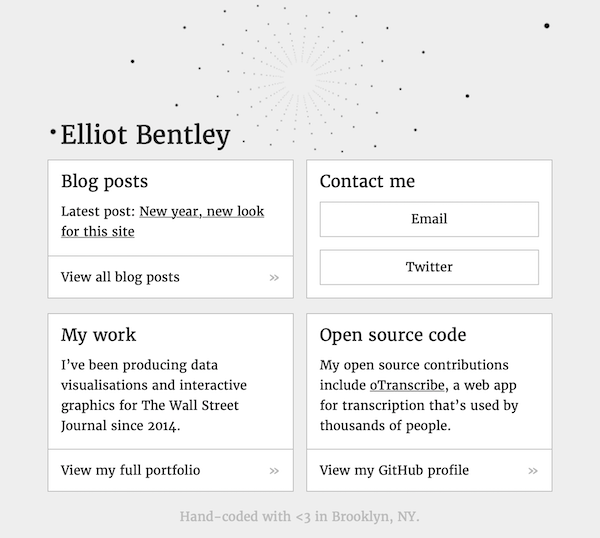 Elliot Bentley
Blog posts
Latest post: New year, new look
for this site
View all blog posts »
Contact me
Email
Twitter
My work
I’ve been producing data
visualisations and interactive
graphics for The Wall Street
Journal since 2014.
View my full portfolio »
Open source code
My open source contributions
include oTranscribe, a web app
for transcription that’s used by
thousands of people.
View my GitHub profile »
Hand-coded with <3 in Brooklyn, NY.